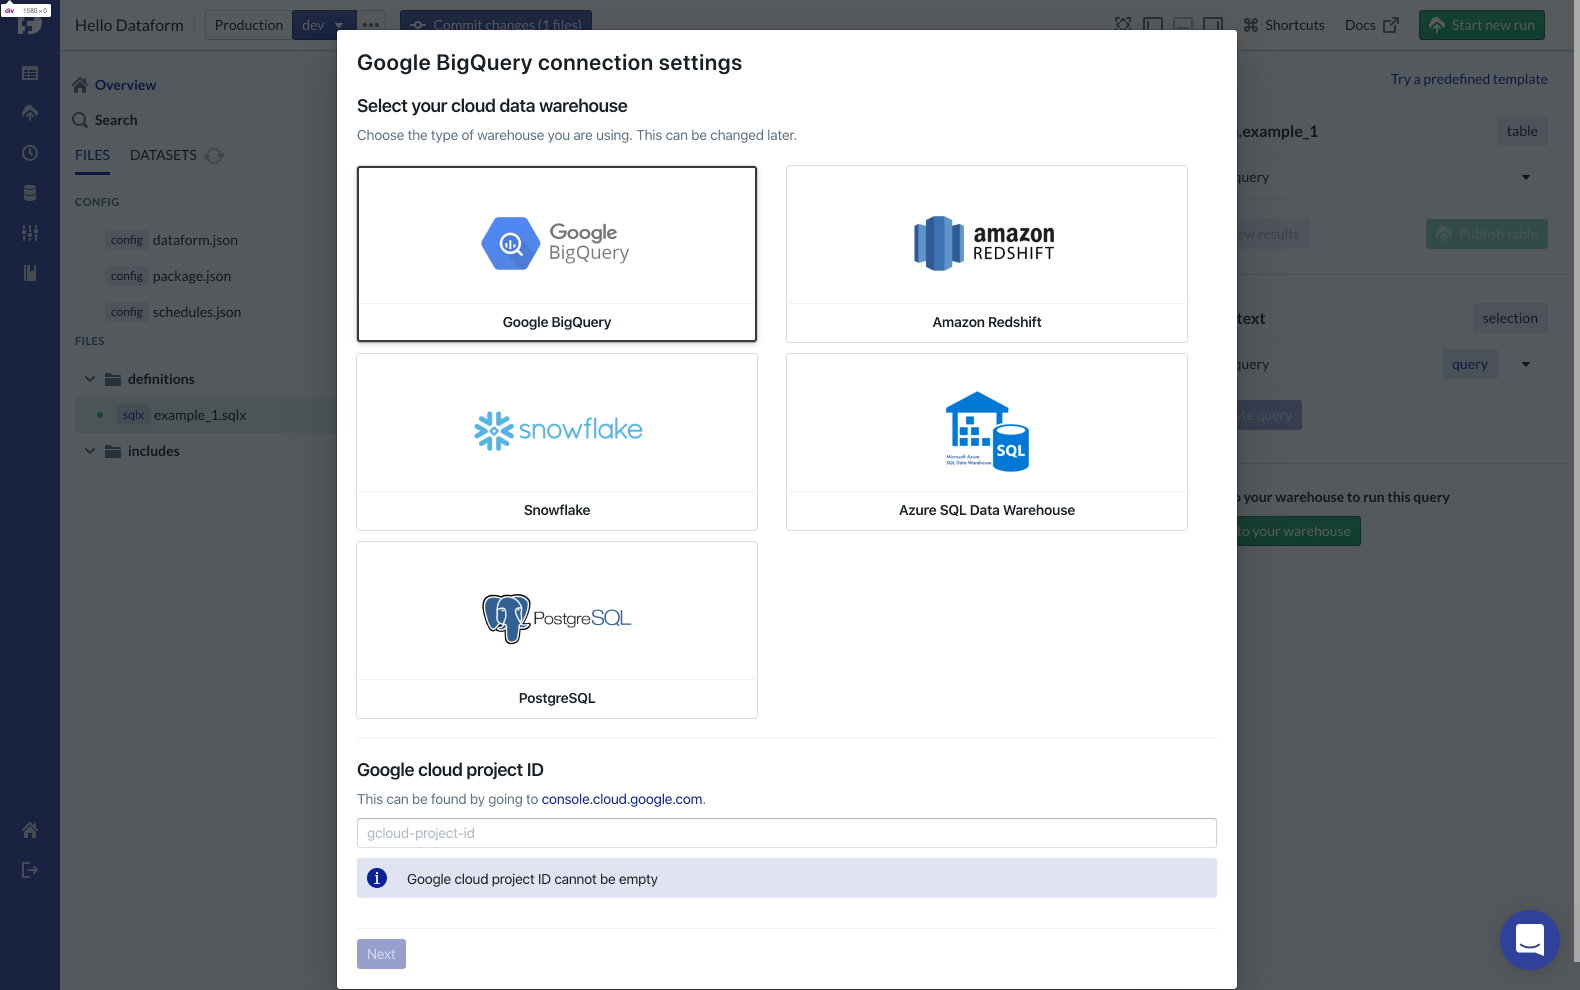 div 1580 × 0
Hello Dataform
Production
dev
Commit changes (1 files)
Shortcuts
Docs
Start new run
Overview
Search
FILES
DATASETS
CONFIG
config dataform.json
config package.json
config schedules.json
FILES
definitions
sqlx example_1.sqlx
includes
Google BigQuery connection settings
Select your cloud data warehouse
Choose the type of warehouse you are using. This can be changed later.
Google
BigQuery
Google BigQuery
amazon
REDSHIFT
Amazon Redshift
snowflake
Snowflake
Microsoft Azure
SQL Data Warehouse
SQL
Azure SQL Data Warehouse
PostgreSQL
PostgreSQL
Google cloud project ID
This can be found by going to console.cloud.google.com.
gcloud-project-id
i
Google cloud project ID cannot be empty
Next
Try a predefined template
.example_1
table
query
results
Publish table
text
selection
query
query
query
your warehouse to run this query
to your warehouse